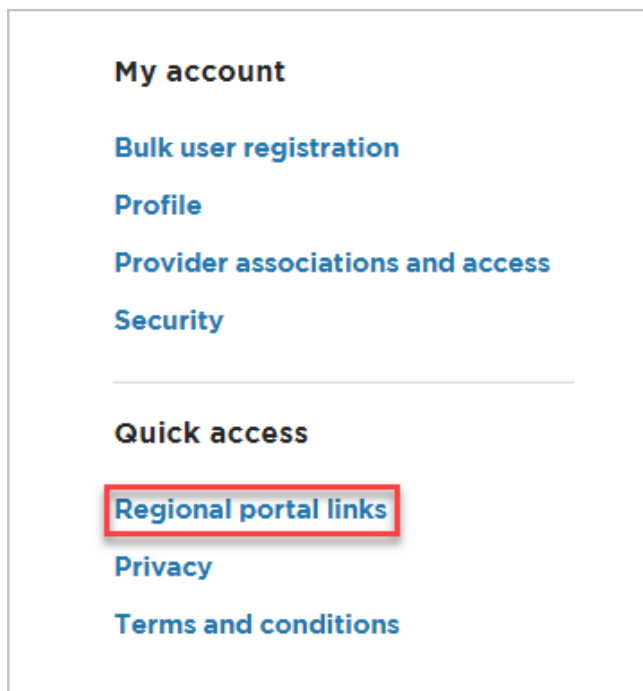 My account
Bulk user registration
Profile
Provider associations and access
Security
Quick access
Regional portal links
Privacy
Terms and conditions